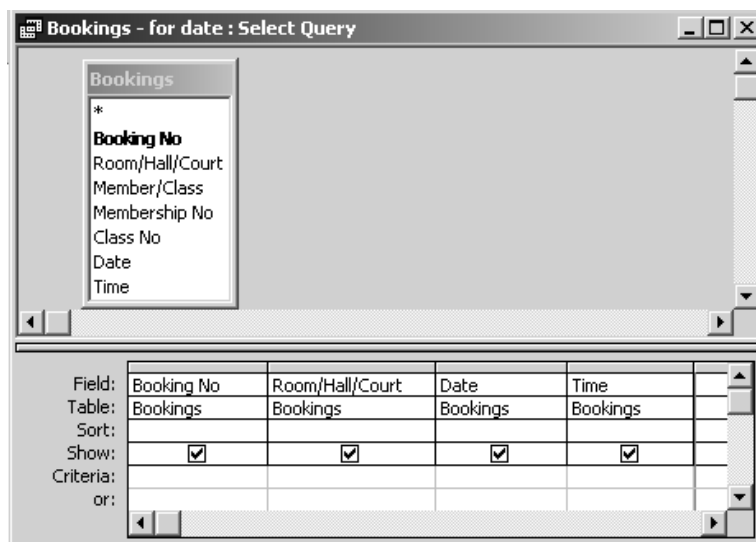 Bookings - for date : Select Query
Bookings
*
Booking No
Room/Hall/Court
Member/Class
Membership No
Class No
Date
Time
Field: Booking No Room/Hall/Court Date Time
Table: Bookings Bookings Bookings Bookings
Sort:
Show:
Criteria:
or: